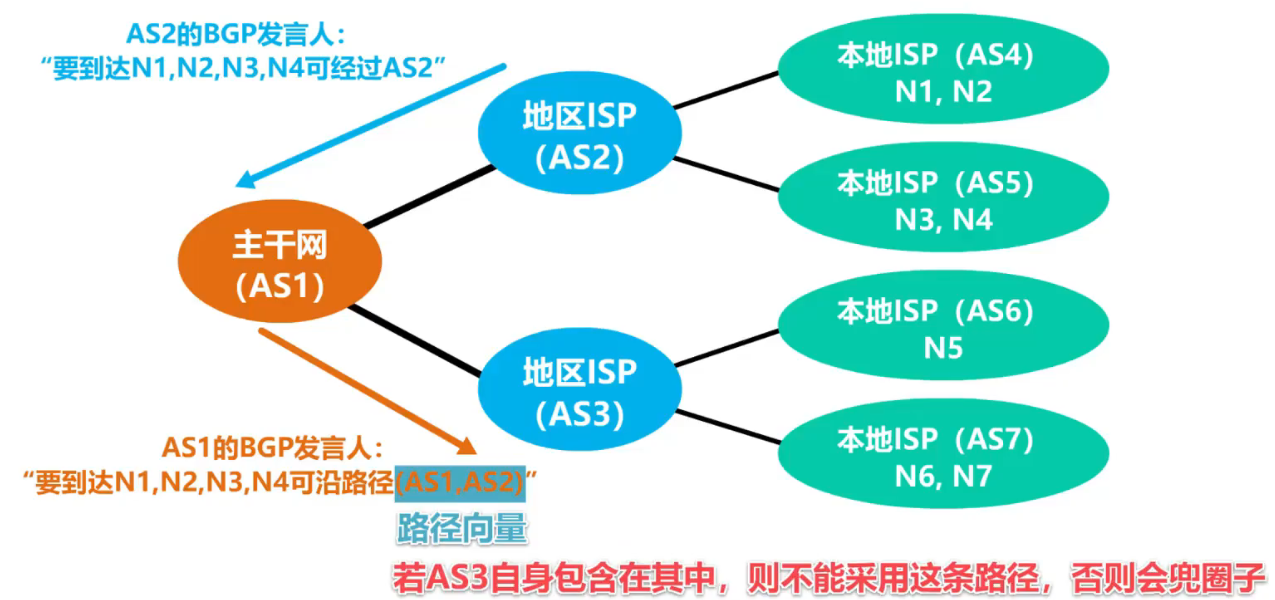 AS2的BGP发言人：
“要到达N1,N2,N3,N4可经过AS2”
地区ISP
（AS2）
本地ISP（AS4）
N1, N2
本地ISP（AS5）
N3, N4
主干网
（AS1）
地区ISP
（AS3）
本地ISP（AS6）
N5
本地ISP（AS7）
N6, N7
AS1的BGP发言人：
“要到达N1,N2,N3,N4可沿路径(AS1,AS2)”
路径向量
若AS3自身包含在其中，则不能采用这条路径，否则会兜圈子